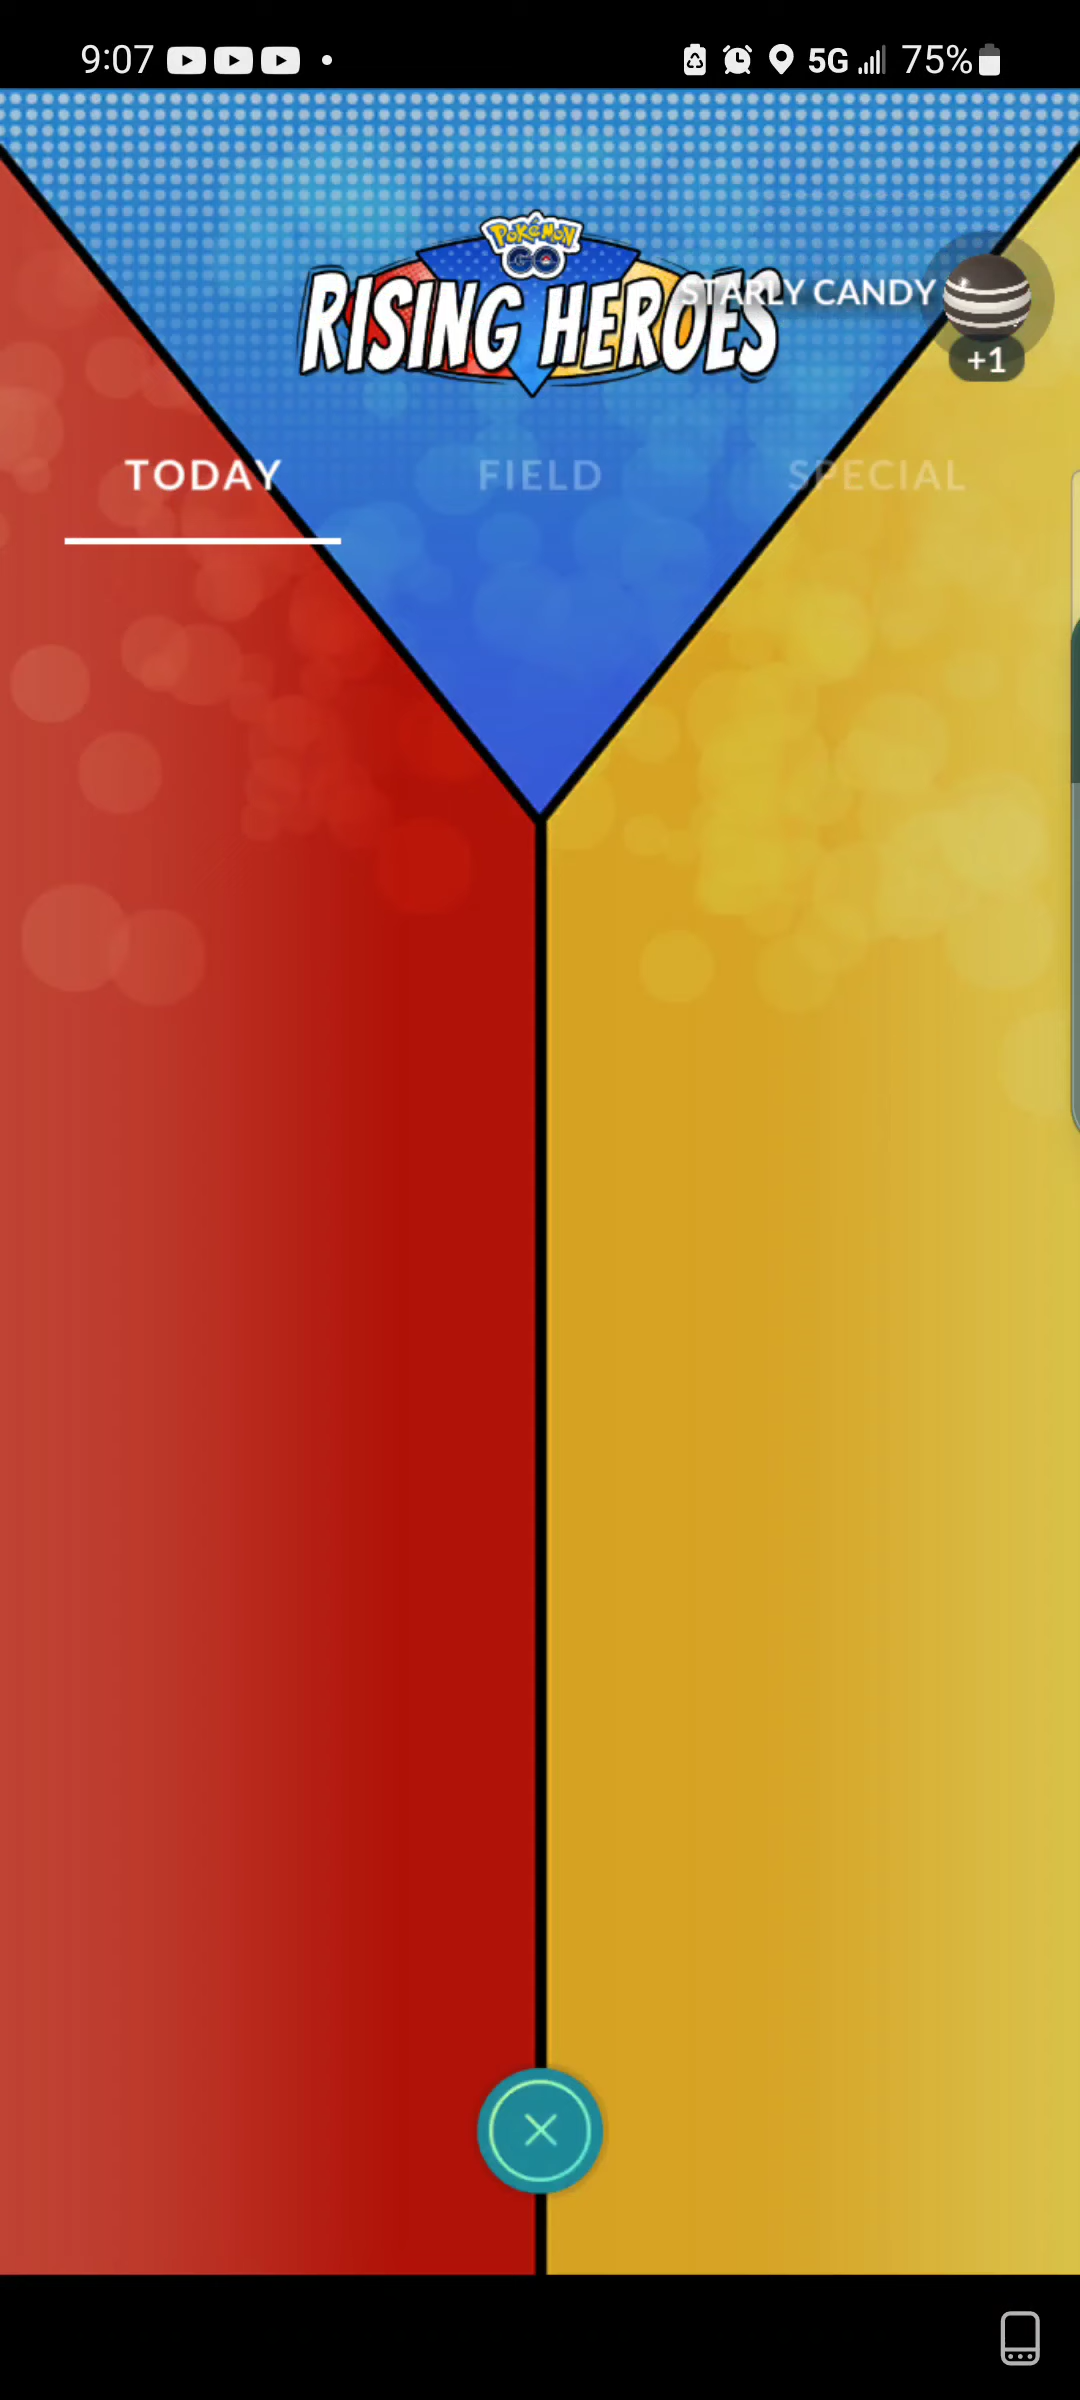 9:07
5G 75%
POKÉMON
GO
RISING HEROES
STARLY CANDY
+1
TODAY FIELD SPECIAL